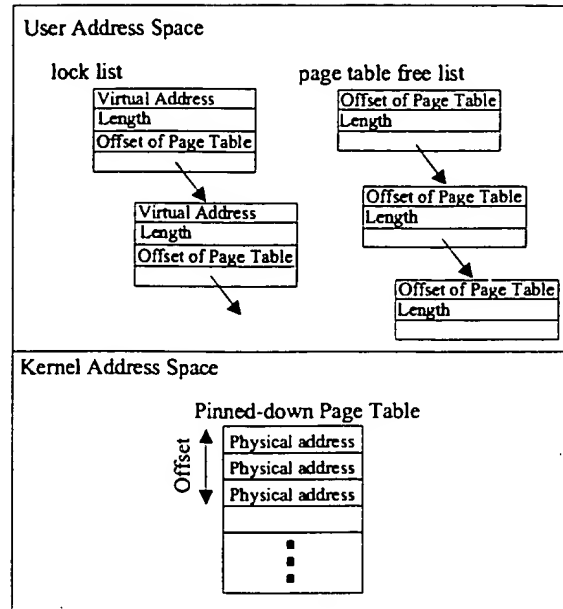 User Address Space
lock list
Virtual Address
Length
Offset of Page Table
Virtual Address
Length
Offset of Page Table
page table free list
Offset of Page Table
Length
Offset of Page Table
Length
Offset of Page Table
Length
Kernel Address Space
Pinned-down Page Table
Offset
Physical address
Physical address
Physical address